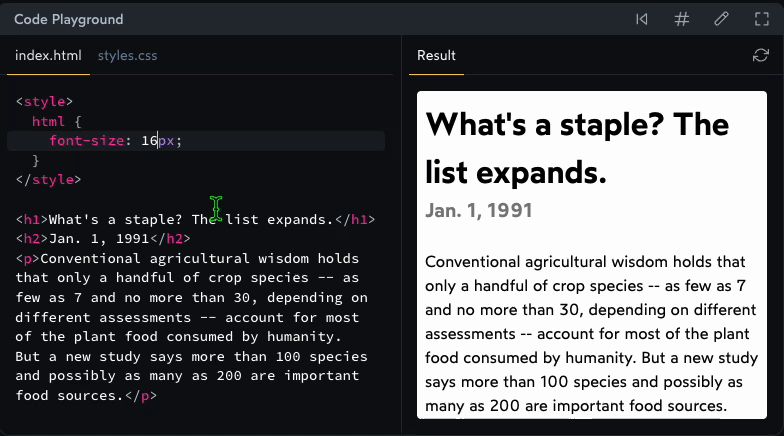 Code Playground
index.html styles.css
<style>
html {
font-size: 16px;
}
</style>
<h1>What's a staple? The list expands.</h1>
<h2>Jan. 1, 1991</h2>
<p>Conventional agricultural wisdom holds
that only a handful of crop species -- as
few as 7 and no more than 30, depending on
different assessments -- account for most
of the plant food consumed by humanity.
But a new study says more than 100 species
and possibly as many as 200 are important
food sources.</p>
Result
What's a staple? The
list expands.
Jan. 1, 1991
Conventional agricultural wisdom holds that
only a handful of crop species -- as few as 7
and no more than 30, depending on different
assessments -- account for most of the plant
food consumed by humanity. But a new study
says more than 100 species and possibly as
many as 200 are important food sources.